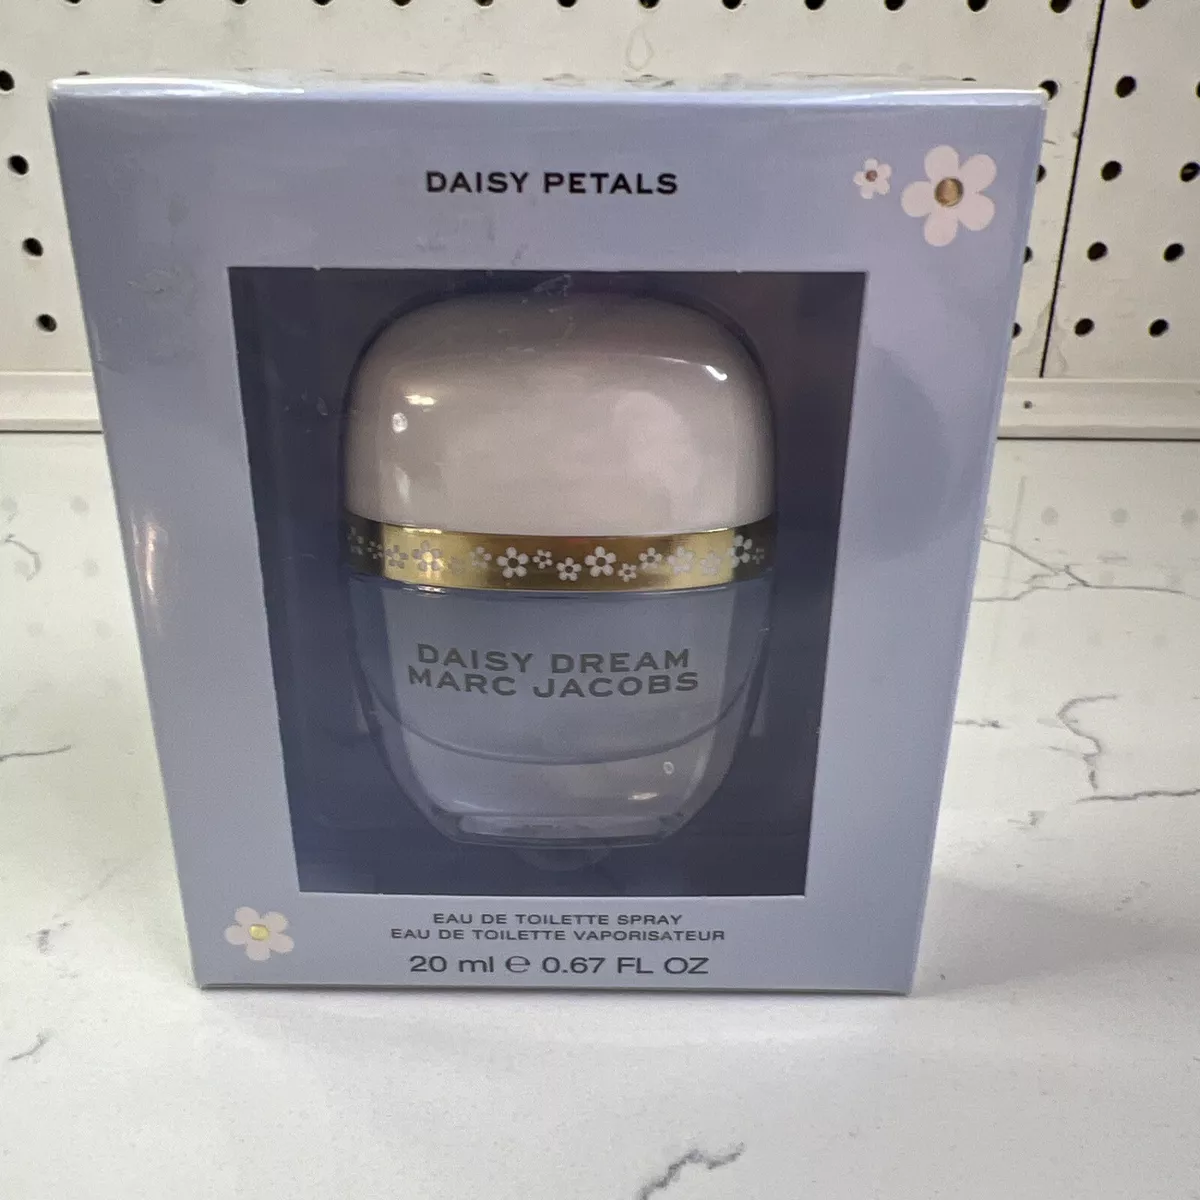 DAISY PETALS
DAISY DREAM
MARC JACOBS
EAU DE TOILETTE SPRAY
EAU DE TOILETTE VAPORISATEUR
20 ml ℮ 0.67 FL OZ